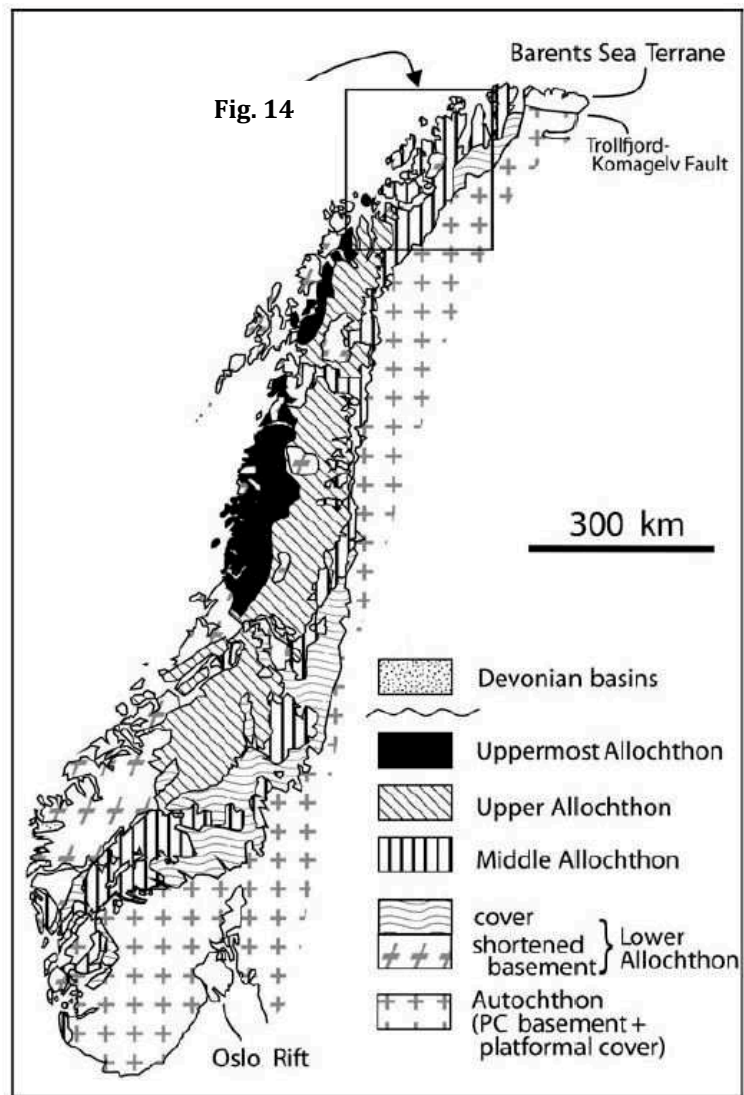 Barents Sea Terrane
Fig. 14
Trollfjord-
Komagelv Fault
300 km
Devonian basins
Uppermost Allochthon
Upper Allochthon
Middle Allochthon
cover
shortened
basement
Lower
Allochthon
Autochthon
(PC basement +
platformal cover)
Oslo Rift